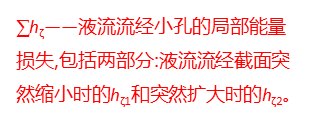 ∑hζ——液流流经小孔的局部能量
损失,包括两部分:液流流经截面突
然缩小时的hζ1和突然扩大时的hζ2。